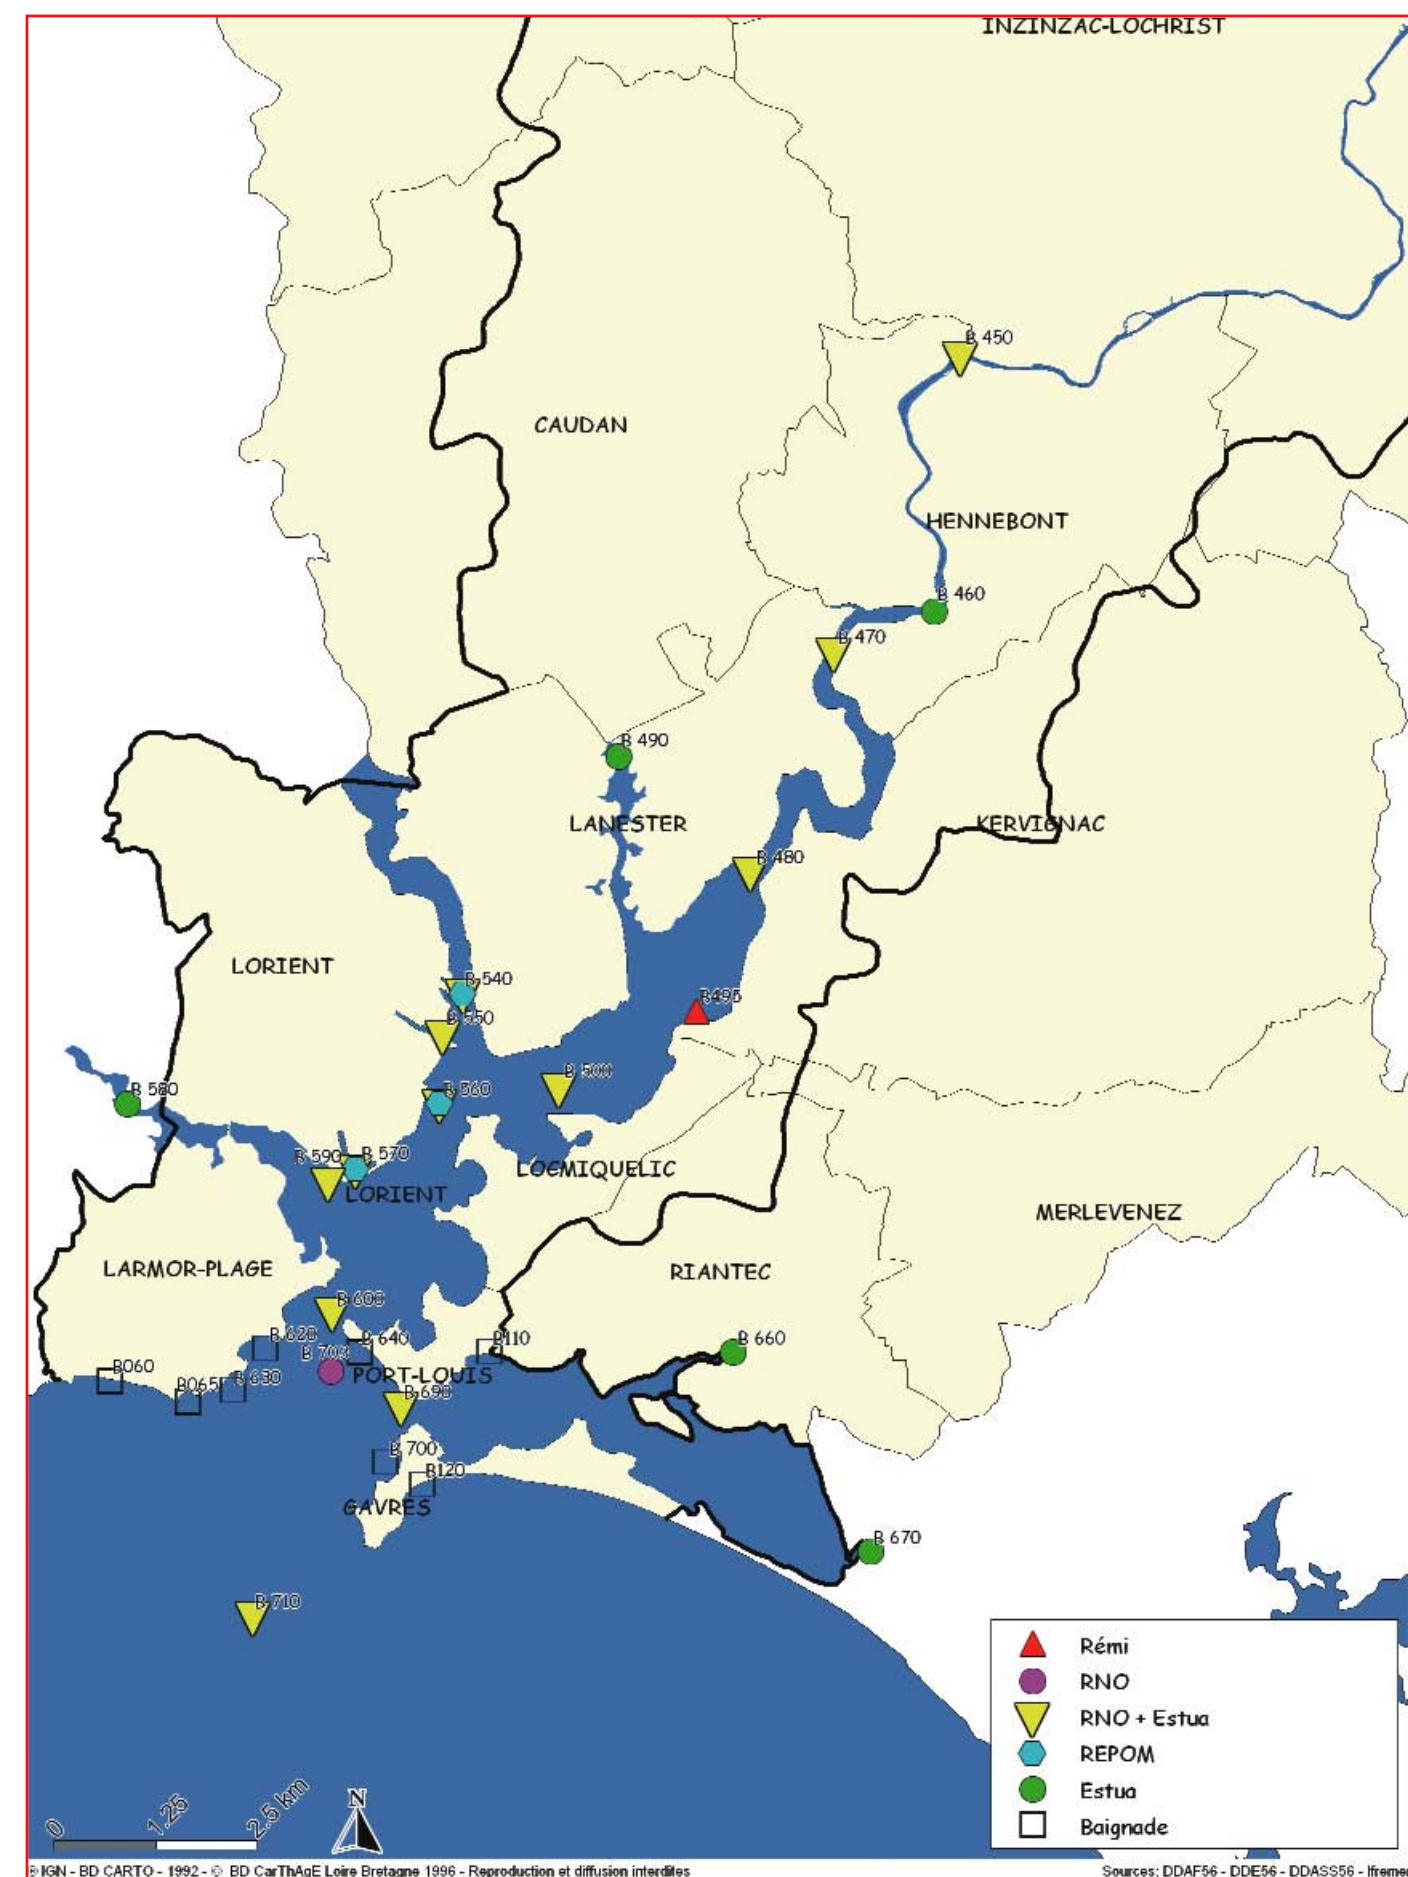 INZINZAC-LOCHRIST
B 450
CAUDAN
HENNEBONT
B 460
B 470
B 490
LANESTER
KERVIGNAC
B 480
LORIENT
B 540
B495
B 550
B 500
B 580
B 560
B 590
B 570
LOCMIQUELIC
LORIENT
MERLEVENEZ
LARMOR-PLAGE
RIANTEC
B 600
B 620
B 640
B110
B 660
B060
PORT-LOUIS
B065
B 630
B 690
B 700
B120
GAVRES
B 670
B 710
Rémi
RNO
RNO + Estua
REPOM
Estua
Baignade
0
1.25
2.5 km
N
® IGN - BD CARTO - 1992 - © BD CarThAgE Loire Bretagne 1996 - Reproduction et diffusion interdites
Sources: DDAF56 - DDE56 - DDASS56 - Ifremer